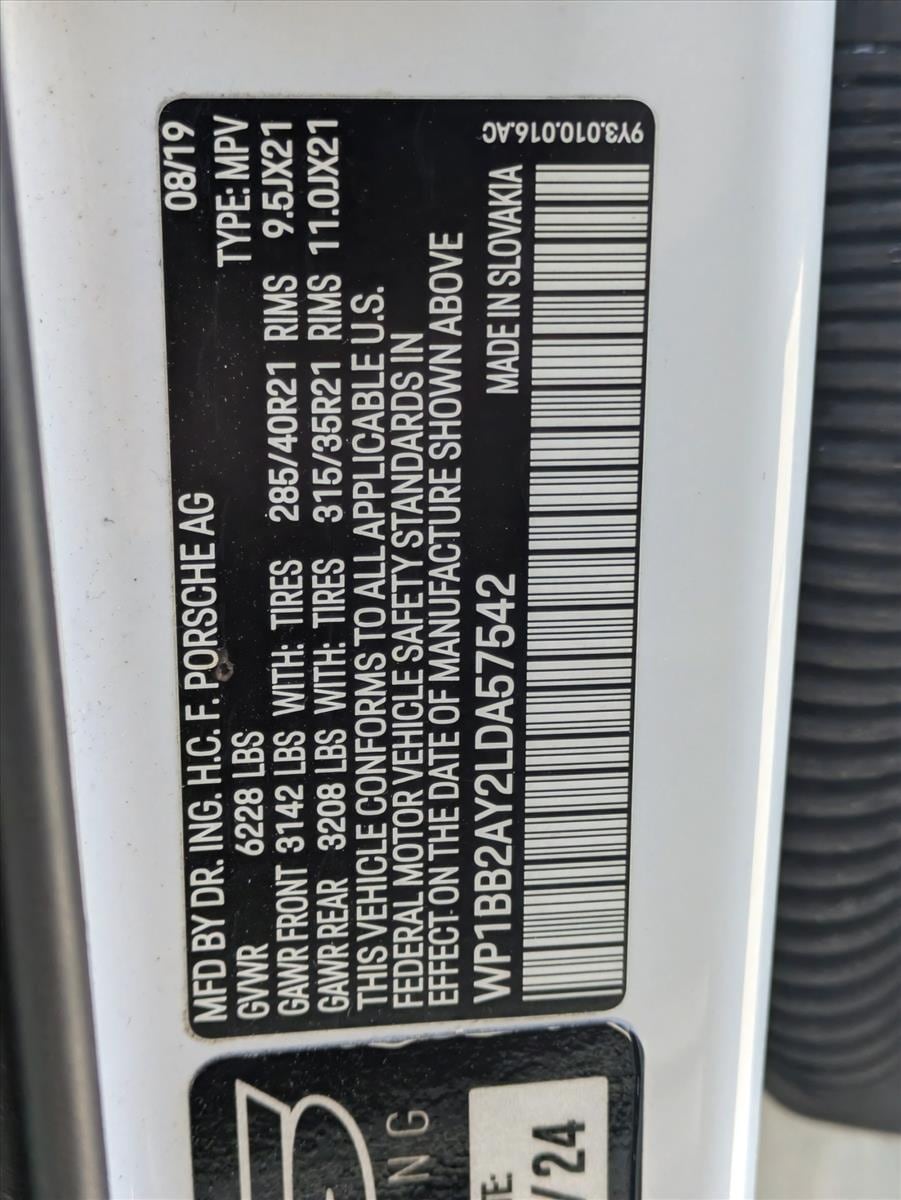 MFD BY DR. ING. H.C. F. PORSCHE AG 08/19
GVWR 6228 LBS TYPE: MPV
GAWR FRONT 3142 LBS WITH: TIRES 285/40R21 RIMS 9.5JX21
GAWR REAR 3208 LBS WITH: TIRES 315/35R21 RIMS 11.0JX21
THIS VEHICLE CONFORMS TO ALL APPLICABLE U.S.
FEDERAL MOTOR VEHICLE SAFETY STANDARDS IN
EFFECT ON THE DATE OF MANUFACTURE SHOWN ABOVE
WP1BB2AY2LDA57542 MADE IN SLOVAKIA
9Y3.010.016.AC
NG
TE:
/24